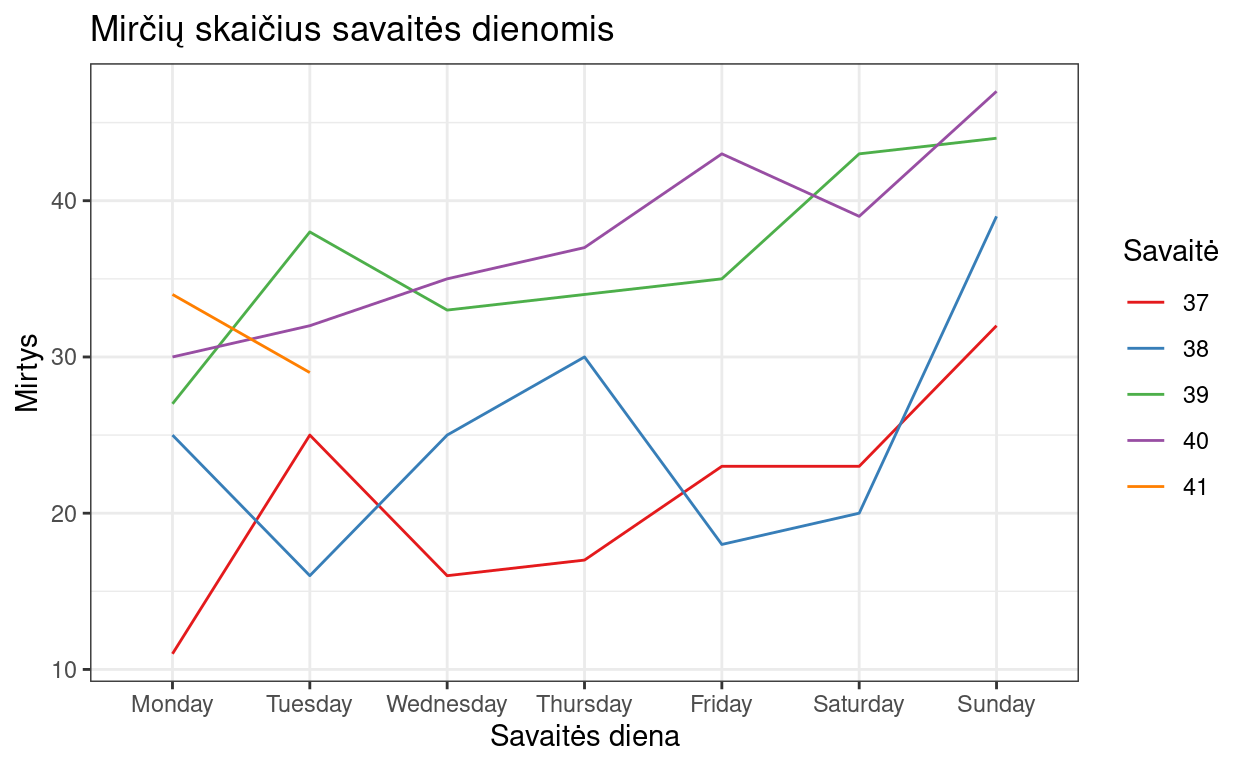 Mirčių skaičius savaitės dienomis
Mirtys
40
30
20
10
Monday Tuesday Wednesday Thursday Friday Saturday Sunday
Savaitės diena
Savaitė
37
38
39
40
41